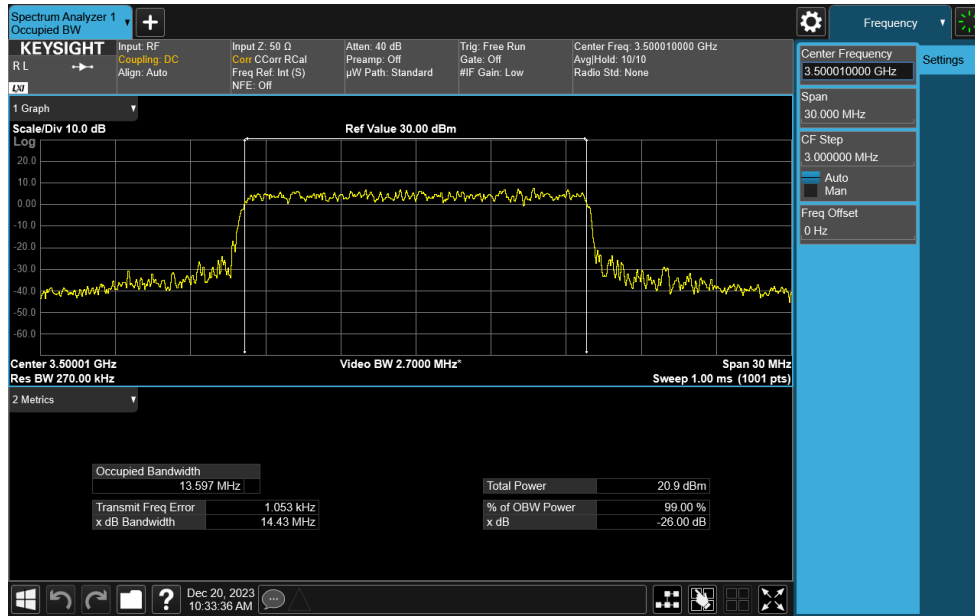 Spectrum Analyzer 1
Occupied BW
Frequency
KEYSIGHT
R L
LXI
Input: RF
Coupling: DC
Align: Auto
Input Z: 50 Ω
Corr CCorr RCal
Freq Ref: Int (S)
NFE: Off
Atten: 40 dB
Preamp: Off
µW Path: Standard
Trig: Free Run
Gate: Off
#IF Gain: Low
Center Freq: 3.500010000 GHz
Avg|Hold: 10/10
Radio Std: None
Center Frequency
3.500010000 GHz
Settings
Span
30.000 MHz
CF Step
3.000000 MHz
Auto
Man
Freq Offset
0 Hz
1 Graph
Scale/Div 10.0 dB
Ref Value 30.00 dBm
Log
20.0
10.0
0.00
-10.0
-20.0
-30.0
-40.0
-50.0
-60.0
Center 3.50001 GHz
Video BW 2.7000 MHz*
Span 30 MHz
Res BW 270.00 kHz
Sweep 1.00 ms (1001 pts)
2 Metrics
Occupied Bandwidth
13.597 MHz
Total Power 20.9 dBm
Transmit Freq Error 1.053 kHz
% of OBW Power 99.00 %
x dB Bandwidth 14.43 MHz
x dB -26.00 dB
?
Dec 20, 2023
10:33:36 AM